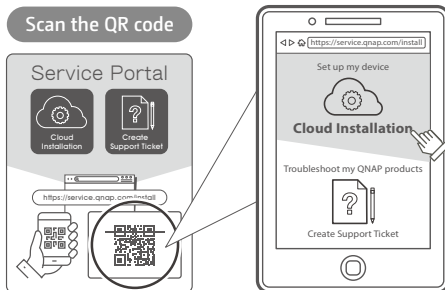 Scan the QR code
Service Portal
Cloud
Installation
Create
Support Ticket
https://service.qnap.com/install
https://service.qnap.com/install
Set up my device
Cloud Installation
Troubleshoot my QNAP products
Create Support Ticket